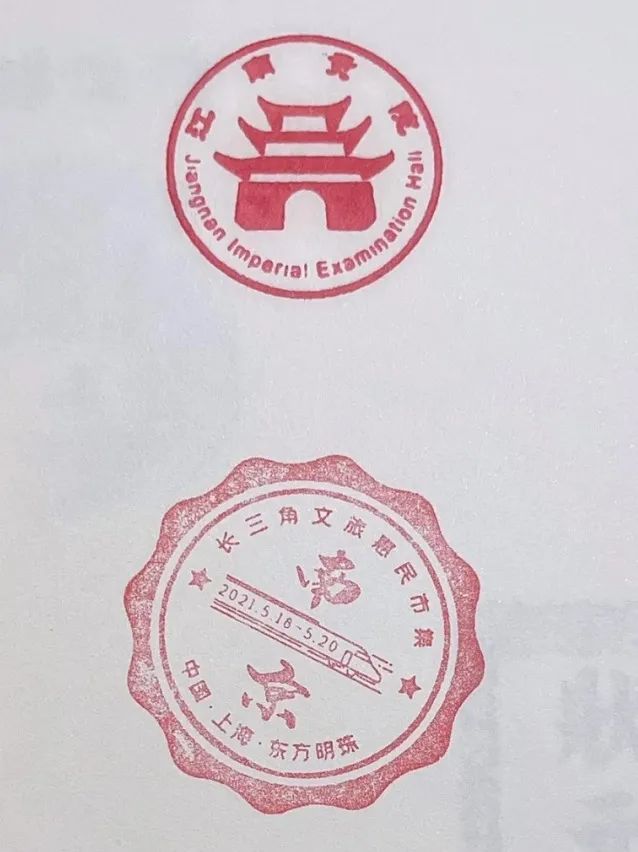 江南贡院
Jiangnan Imperial Examination Hall
长三角文旅惠民市集
南
2021.5.18-5.20
京
中国·上海·东方明珠